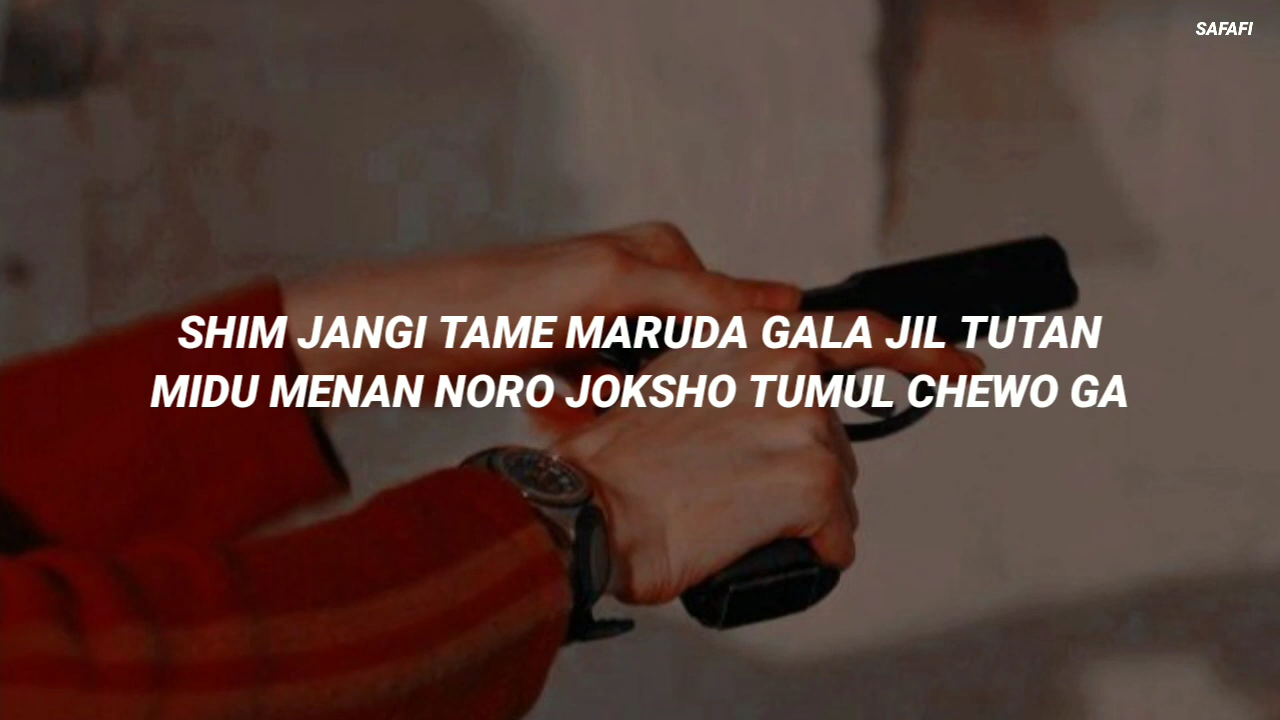 SAFAFI
SHIM JANGI TAME MARUDA GALA JIL TUTAN
MIDU MENAN NORO JOKSHO TUMUL CHEWO GA